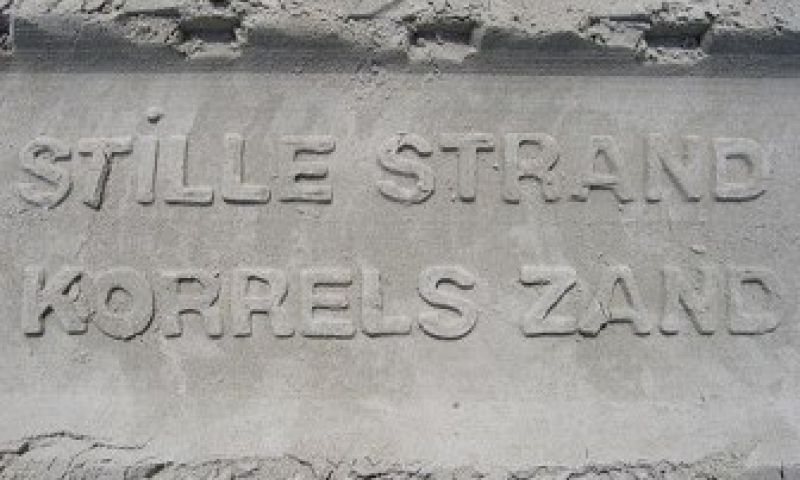 STILLE STRAND
KORRELS ZAND